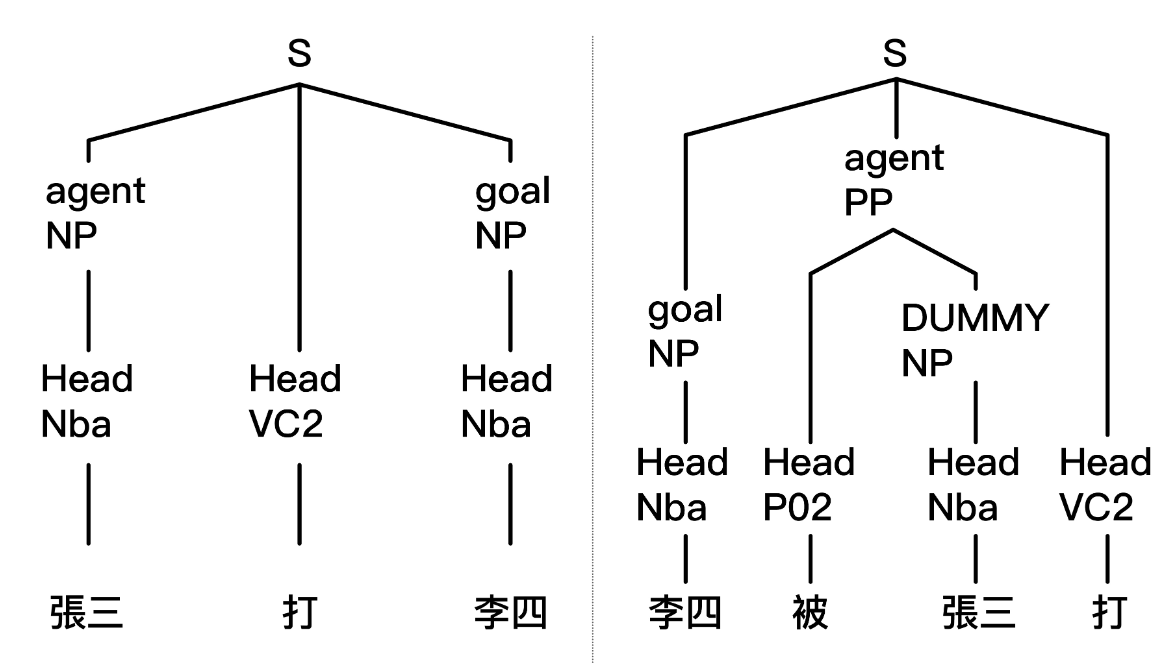 S
agent
NP
goal
NP
Head
Nba
Head
VC2
Head
Nba
張三
打
李四
S
agent
PP
goal
NP
DUMMY
NP
Head
Nba
Head
P02
Head
Nba
Head
VC2
李四
被
張三
打